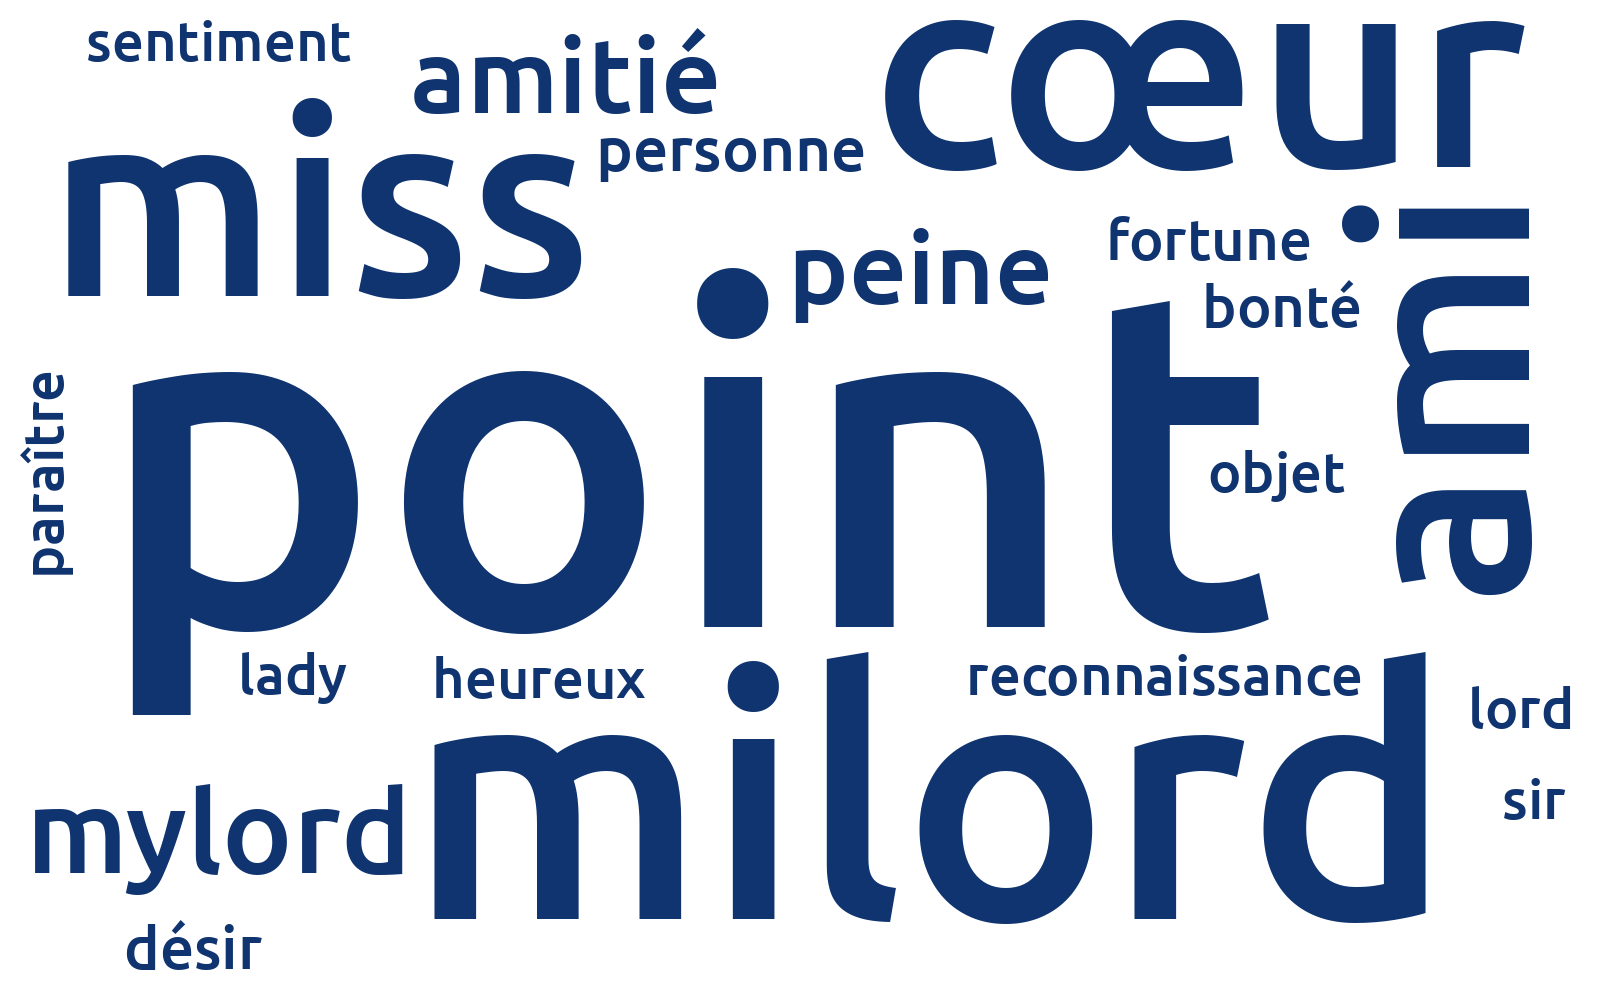 sentiment
amitié
cœur
miss
personne
ami
fortune
peine
bonté
point
paraître
objet
lady
heureux
milord
reconnaissance
lord
sir
mylord
désir